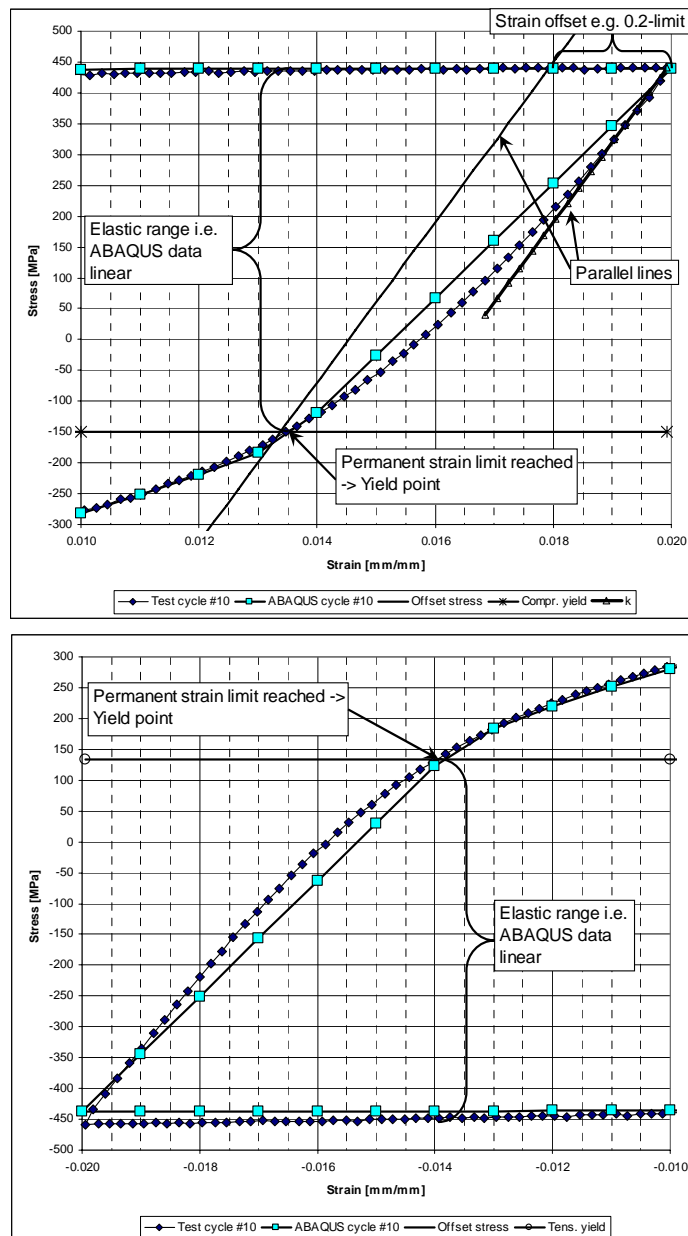 Strain offset e.g. 0.2-limit
500
450
400
350
300
250
200
150
100
50
0
-50
-100
-150
-200
-250
-300
Stress [MPa]
Elastic range i.e.
ABAQUS data
linear
Parallel lines
Permanent strain limit reached
-> Yield point
0.010 0.012 0.014 0.016 0.018 0.020
Strain [mm/mm]
Test cycle #10 ABAQUS cycle #10 Offset stress Compr. yield k
300
250
200
150
100
50
0
-50
-100
-150
-200
-250
-300
-350
-400
-450
-500
Stress [MPa]
Permanent strain limit reached ->
Yield point
Elastic range i.e.
ABAQUS data
linear
-0.020 -0.018 -0.016 -0.014 -0.012 -0.010
Strain [mm/mm]
Test cycle #10 ABAQUS cycle #10 Offset stress Tens. yield